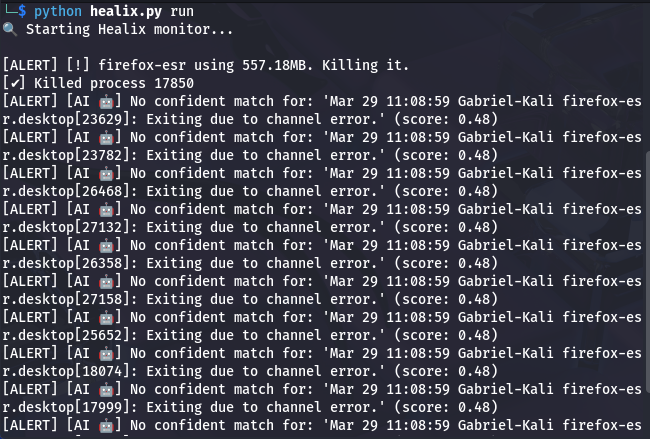 └─$ python healix.py run
🔍 Starting Healix monitor...
[ALERT] [!] firefox-esr using 557.18MB. Killing it.
[✔] Killed process 17850
[ALERT] [AI 🤖] No confident match for: 'Mar 29 11:08:59 Gabriel-Kali firefox-es
r.desktop[23629]: Exiting due to channel error.' (score: 0.48)
[ALERT] [AI 🤖] No confident match for: 'Mar 29 11:08:59 Gabriel-Kali firefox-es
r.desktop[23782]: Exiting due to channel error.' (score: 0.48)
[ALERT] [AI 🤖] No confident match for: 'Mar 29 11:08:59 Gabriel-Kali firefox-es
r.desktop[26468]: Exiting due to channel error.' (score: 0.48)
[ALERT] [AI 🤖] No confident match for: 'Mar 29 11:08:59 Gabriel-Kali firefox-es
r.desktop[27132]: Exiting due to channel error.' (score: 0.48)
[ALERT] [AI 🤖] No confident match for: 'Mar 29 11:08:59 Gabriel-Kali firefox-es
r.desktop[26358]: Exiting due to channel error.' (score: 0.48)
[ALERT] [AI 🤖] No confident match for: 'Mar 29 11:08:59 Gabriel-Kali firefox-es
r.desktop[27158]: Exiting due to channel error.' (score: 0.48)
[ALERT] [AI 🤖] No confident match for: 'Mar 29 11:08:59 Gabriel-Kali firefox-es
r.desktop[25652]: Exiting due to channel error.' (score: 0.48)
[ALERT] [AI 🤖] No confident match for: 'Mar 29 11:08:59 Gabriel-Kali firefox-es
r.desktop[18074]: Exiting due to channel error.' (score: 0.48)
[ALERT] [AI 🤖] No confident match for: 'Mar 29 11:08:59 Gabriel-Kali firefox-es
r.desktop[17999]: Exiting due to channel error.' (score: 0.48)
[ALERT] [AI 🤖] No confident match for: 'Mar 29 11:08:59 Gabriel-Kali firefox-es